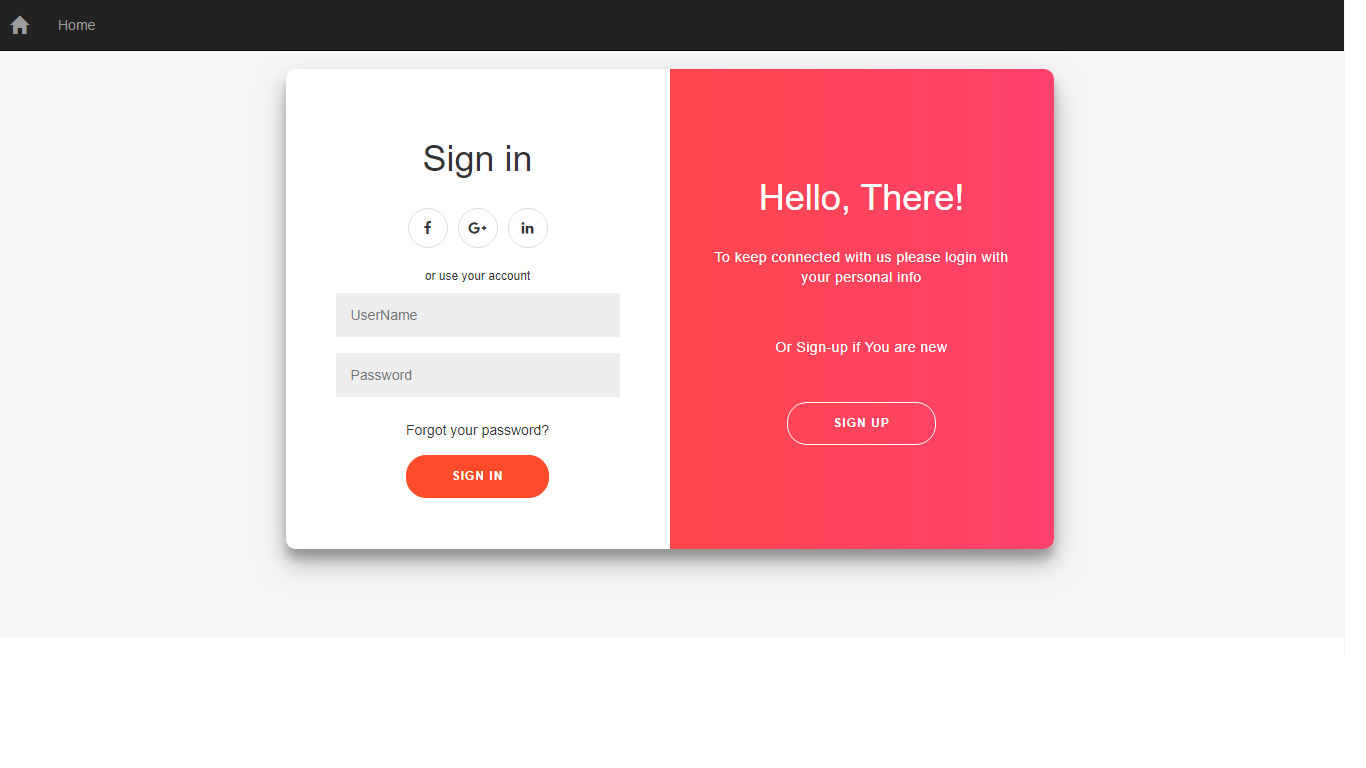 Home
Sign in
f
G+
in
or use your account
UserName
Password
Forgot your password?
SIGN IN
Hello, There!
To keep connected with us please login with
your personal info
Or Sign-up if You are new
SIGN UP